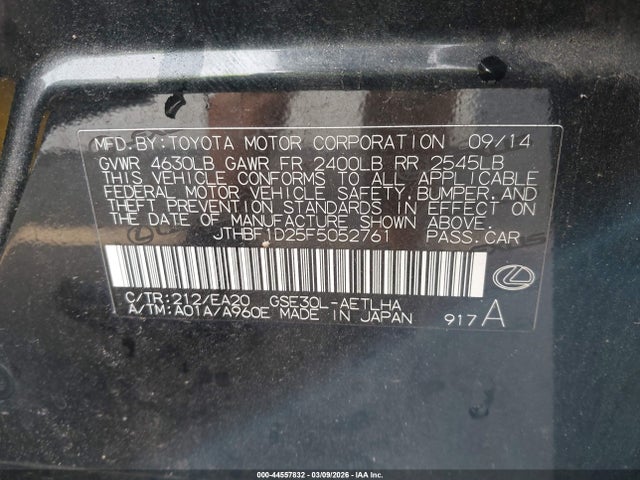 MFD.BY:TOYOTA MOTOR CORPORATION 09/14
GVWR 4630LB GAWR FR 2400LB RR 2545LB
THIS VEHICLE CONFORMS TO ALL APPLICABLE
FEDERAL MOTOR VEHICLE SAFETY,BUMPER,AND
THEFT PREVENTION STANDARDS IN EFFECT ON
THE DATE OF MANUFACTURE SHOWN ABOVE.
JTHBF1D25F5052761 PASS.CAR
C/TR:212/EA20 GSE30L-AETLHA
A/TM:A01A/A960E MADE IN JAPAN 917 A
000-44557832 - 03/09/2026 - IAA Inc.